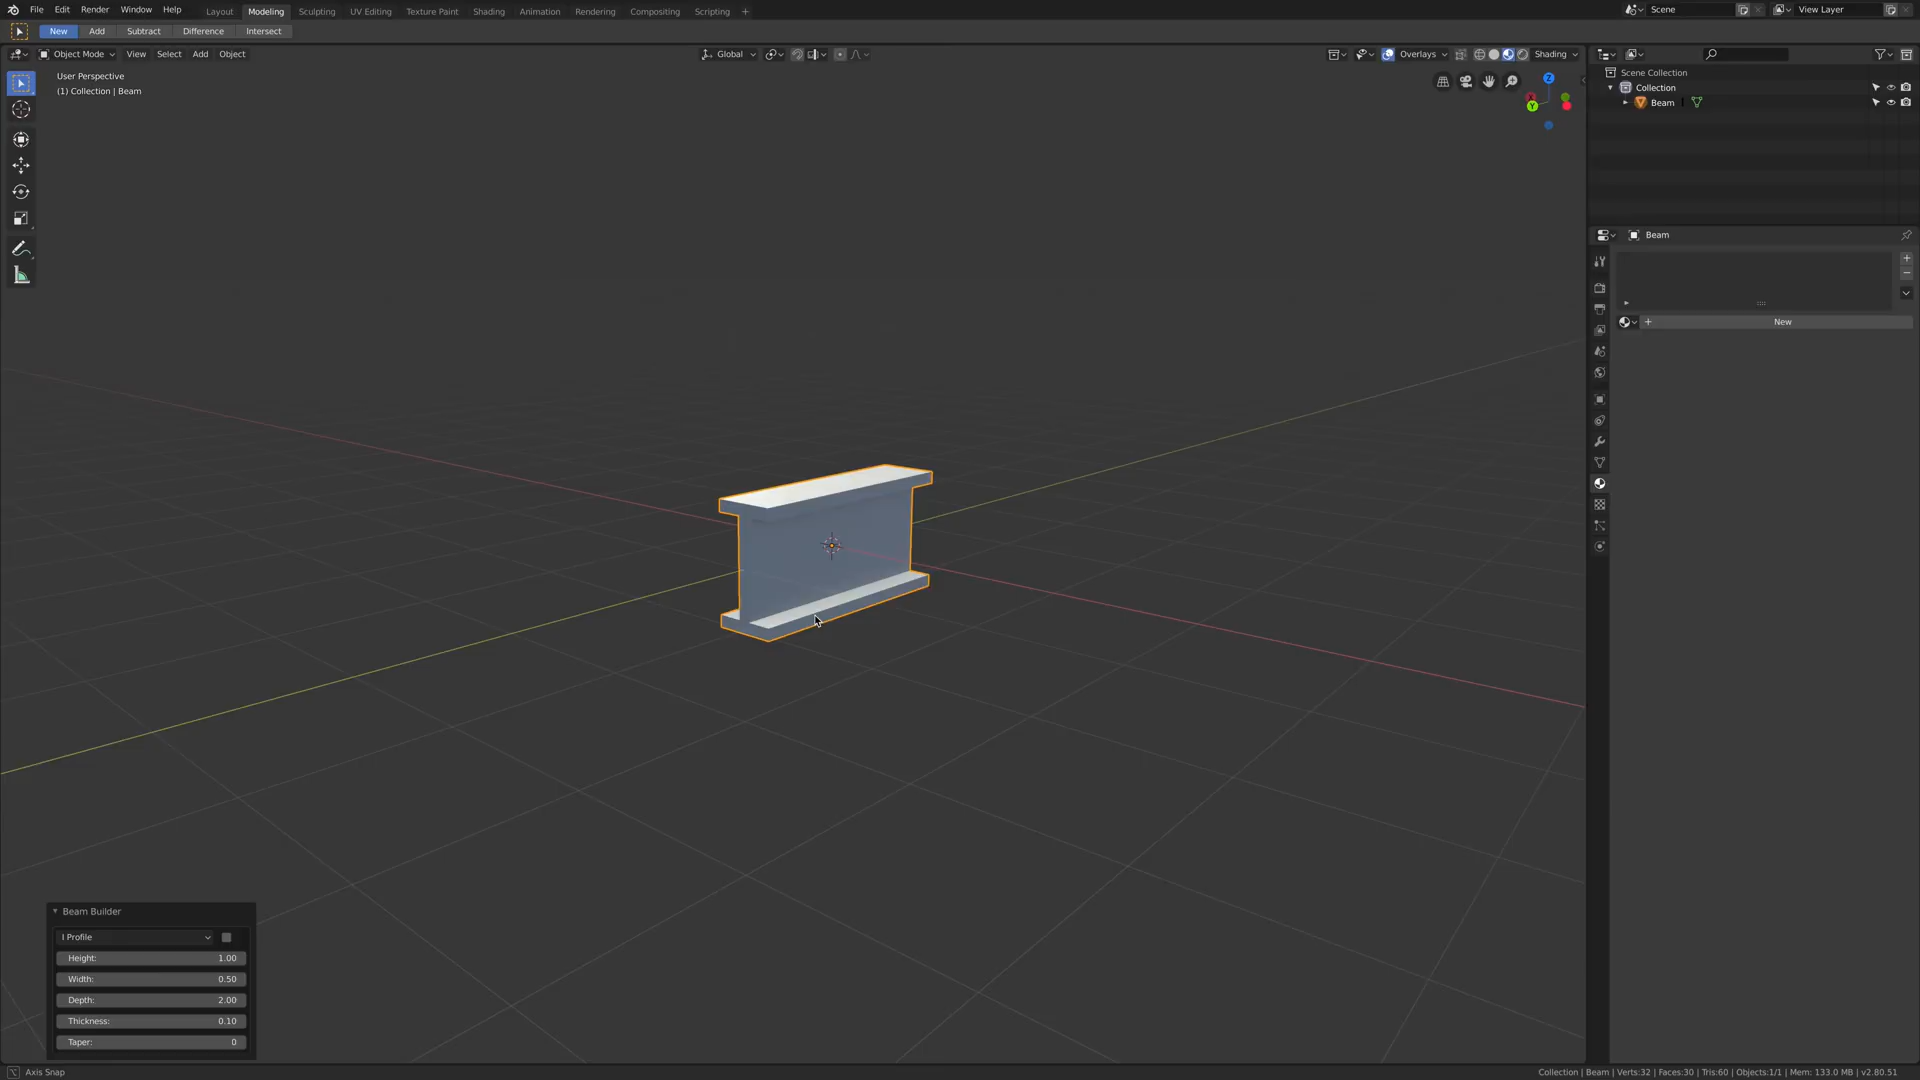 File Edit Render Window Help Layout Modeling Sculpting UV Editing Texture Paint Shading Animation Rendering Compositing Scripting + Scene View Layer
New Add Subtract Difference Intersect
Object Mode View Select Add Object Global Overlays Shading
User Perspective
(1) Collection | Beam
Z
Y
Scene Collection
Collection
Beam
Beam
New
Beam Builder
I Profile
Height: 1.00
Width: 0.50
Depth: 2.00
Thickness: 0.10
Taper: 0
Axis Snap
Collection | Beam | Verts:32 | Faces:30 | Tris:60 | Objects:1/1 | Mem: 133.0 MB | v2.80.51